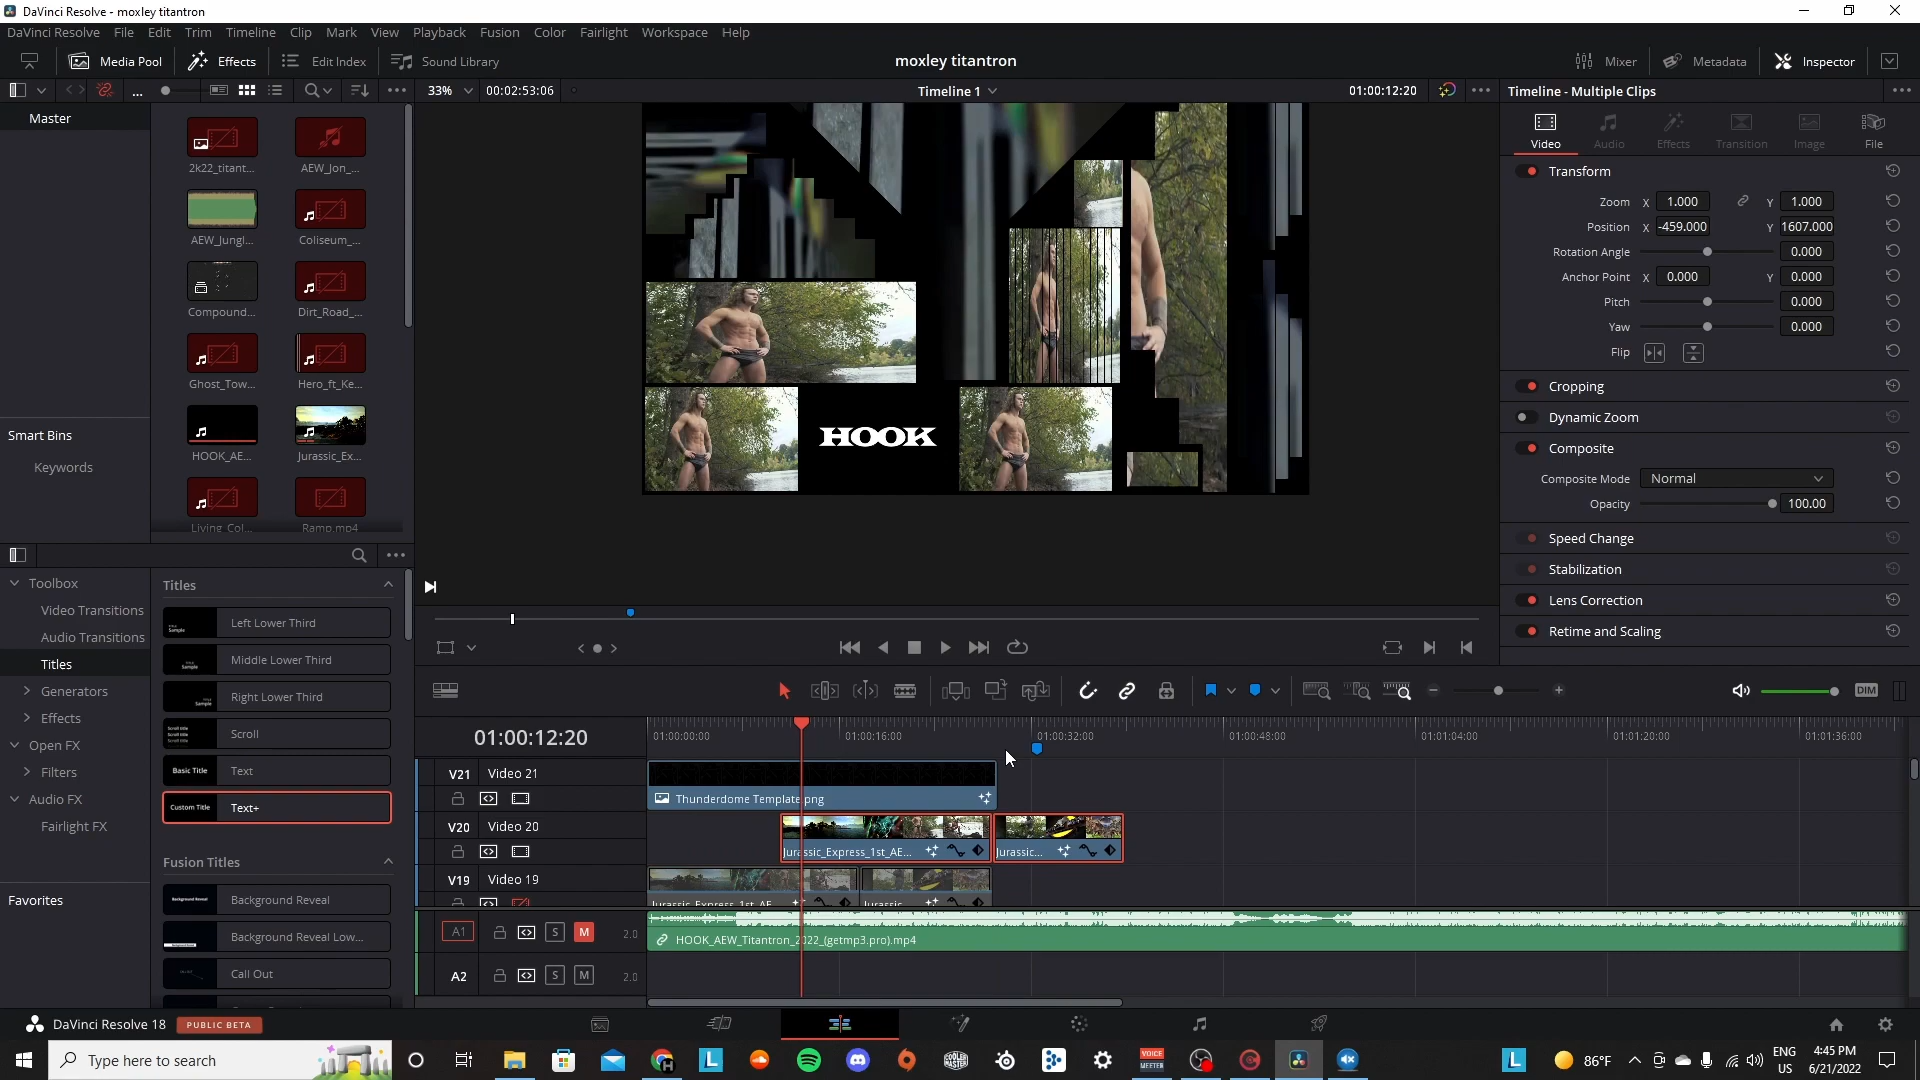 DaVinci Resolve - moxley titantron
DaVinci Resolve File Edit Trim Timeline Clip Mark View Playback Fusion Color Fairlight Workspace Help
Media Pool Effects Edit Index Sound Library moxley titantron Mixer Metadata Inspector
... 33% 00:02:53:06 Timeline 1 01:00:12:20 Timeline - Multiple Clips
Master
2k22_titant... AEW_Jon_...
AEW_Jungl... Coliseum_...
Compound... Dirt_Road_...
Ghost_Tow... Hero_ft_Ke...
HOOK_AE... Jurassic_Ex...
Living_Col... Ramp.mp4
Smart Bins
Keywords
HOOK
Video Audio Effects Transition Image File
Transform
Zoom X 1.000 Y 1.000
Position X -459.000 Y 1607.000
Rotation Angle 0.000
Anchor Point X 0.000 Y 0.000
Pitch 0.000
Yaw 0.000
Flip
Cropping
Dynamic Zoom
Composite
Composite Mode Normal
Opacity 100.00
Speed Change
Stabilization
Lens Correction
Retime and Scaling
Toolbox
Video Transitions
Audio Transitions
Titles
Generators
Effects
Open FX
Filters
Audio FX
Fairlight FX
Favorites
Titles
Left Lower Third
Middle Lower Third
Right Lower Third
Scroll
Basic Title Text
Custom Title Text+
Fusion Titles
Background Reveal Background Reveal
Background Reveal Low...
Call Out
DIM
01:00:12:20
01:00:00:00 01:00:16:00 01:00:32:00 01:00:48:00 01:01:04:00 01:01:20:00 01:01:36:00
V21 Video 21
Thunderdome Template.png
V20 Video 20
Jurassic_Express_1st_AE... Jurassic...
V19 Video 19
Jurassic_Express_1st_AE... Jurassic...
A1 S M 2.0
HOOK_AEW_Titantron_2022_(getmp3.pro).mp4
A2 S M 2.0
DaVinci Resolve 18 PUBLIC BETA
Type here to search
COOLER MASTER
VOICE MEETER
86°F
ENG
US
4:45 PM
6/21/2022